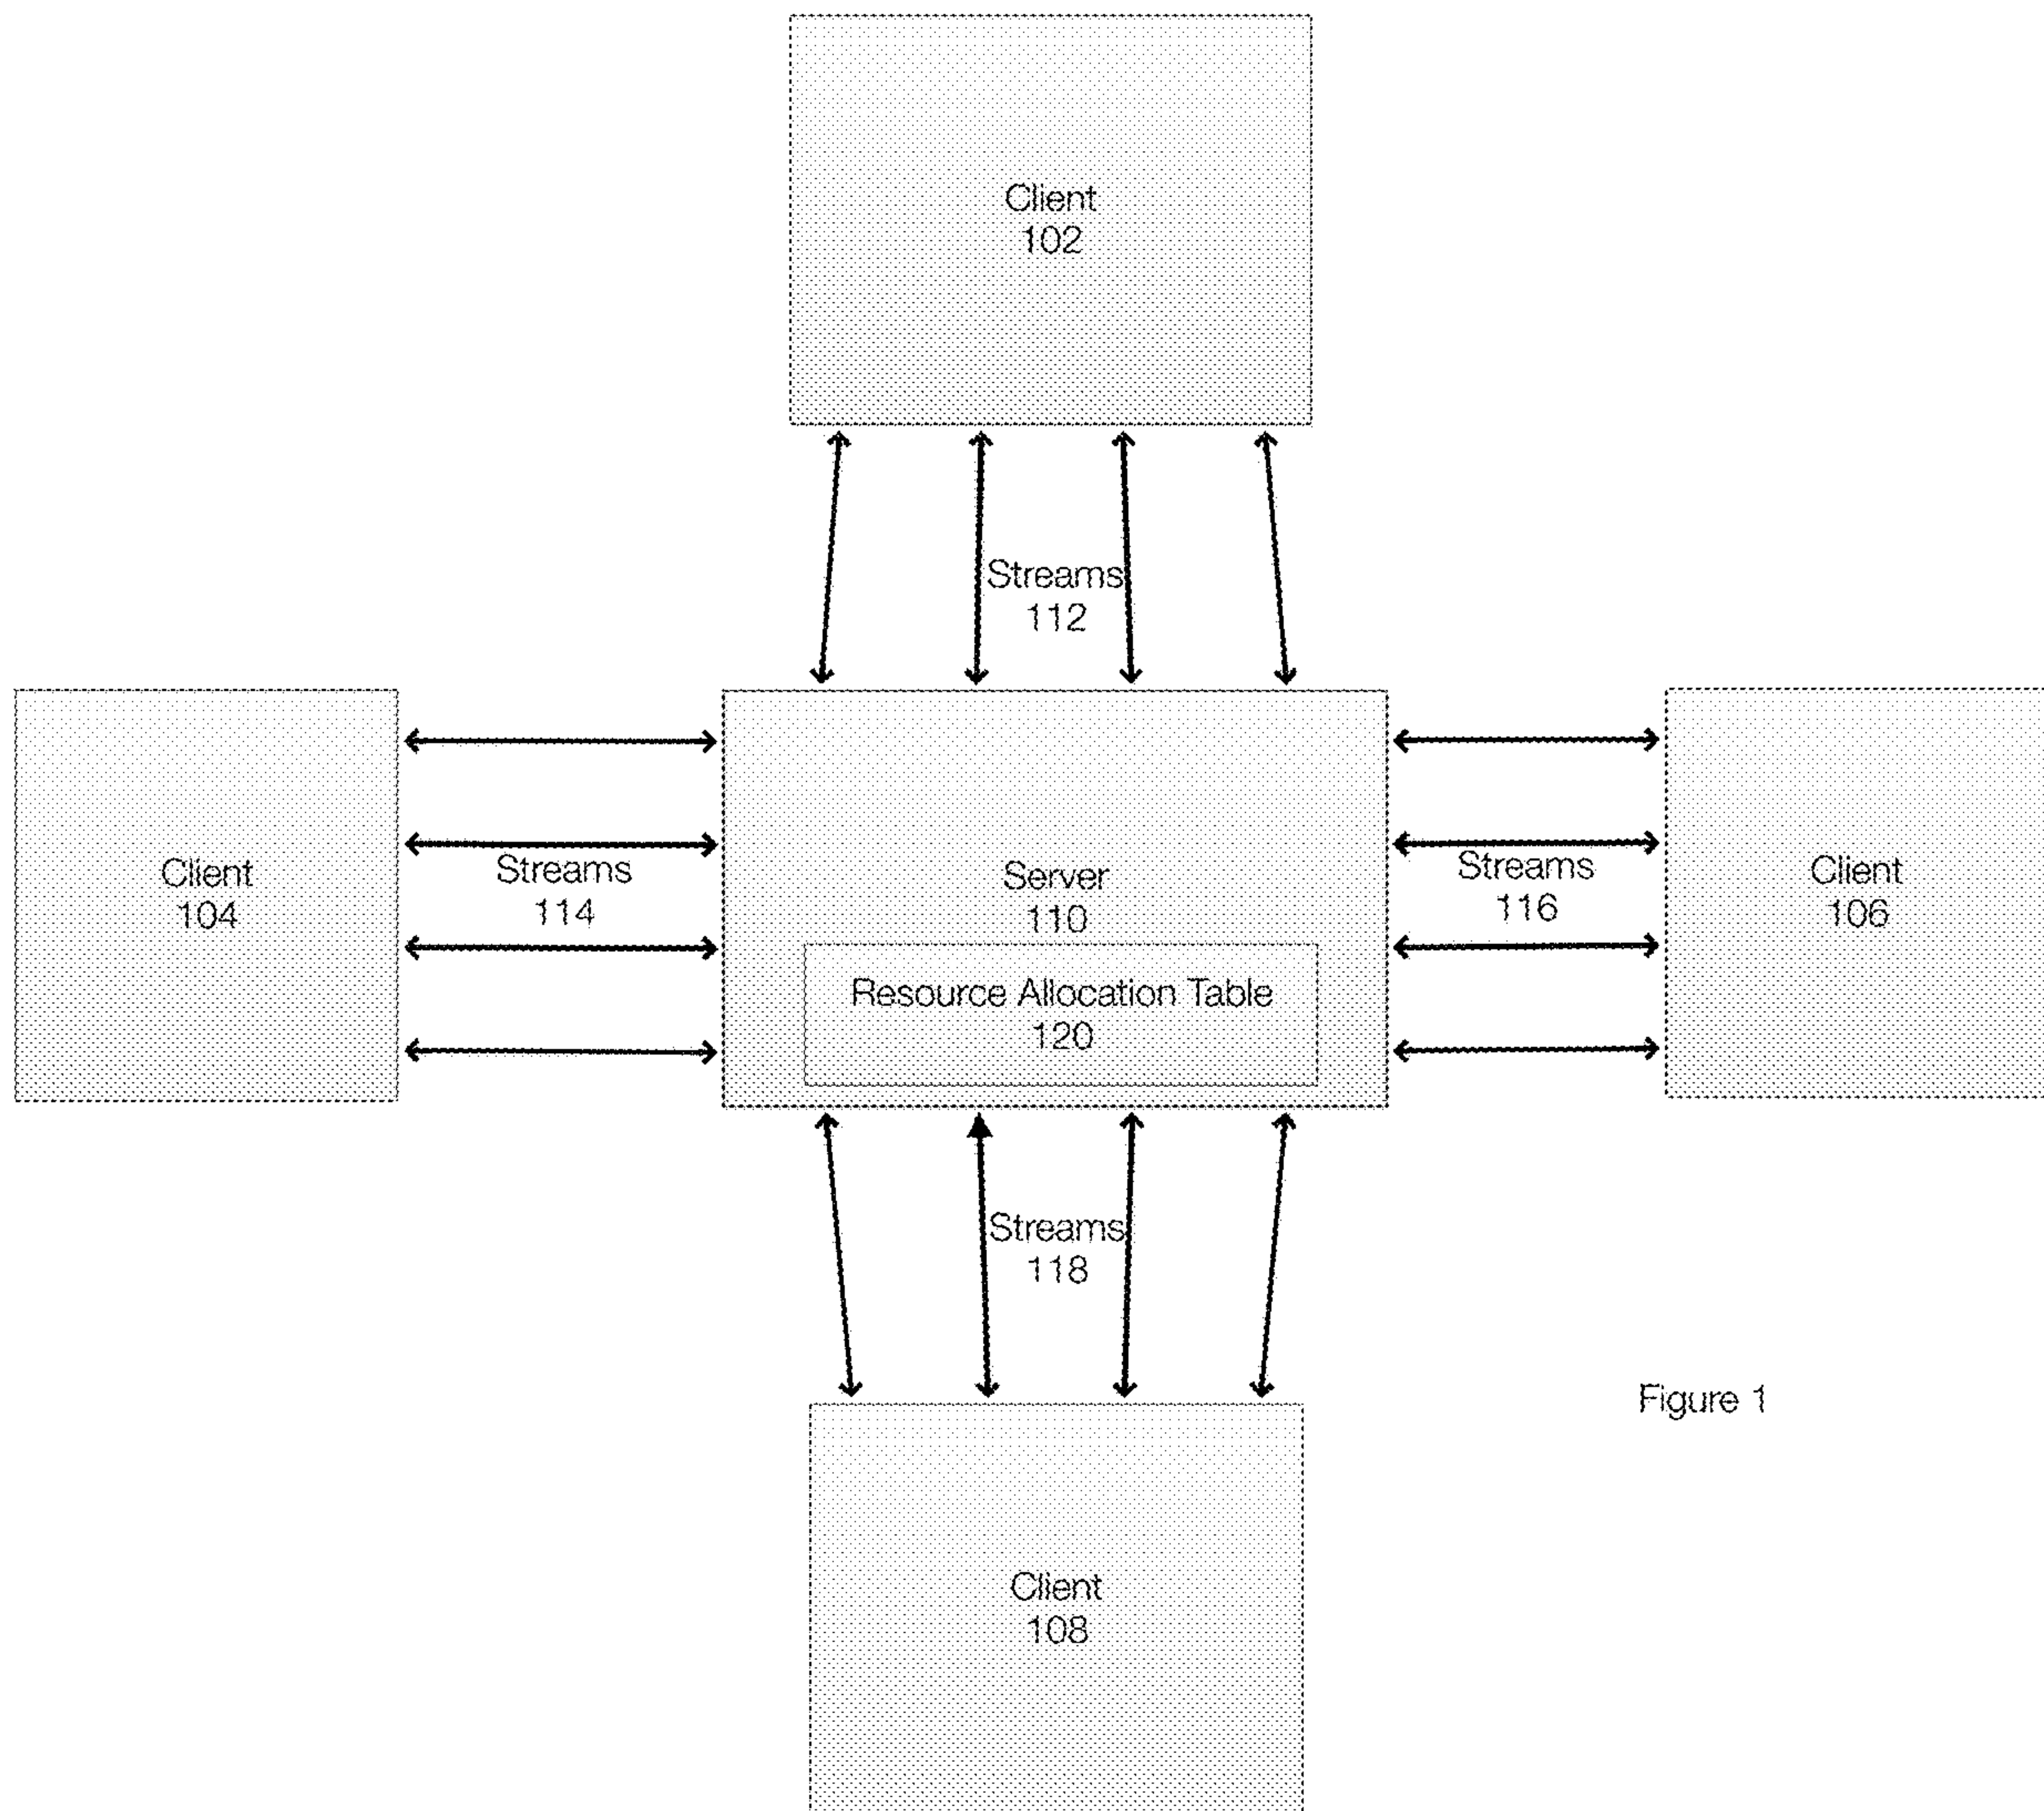 Client
102
Streams
112
Client
104
Streams
114
Server
110
Streams
116
Client
106
Resource Allocation Table
120
Streams
118
Figure 1
Client
108